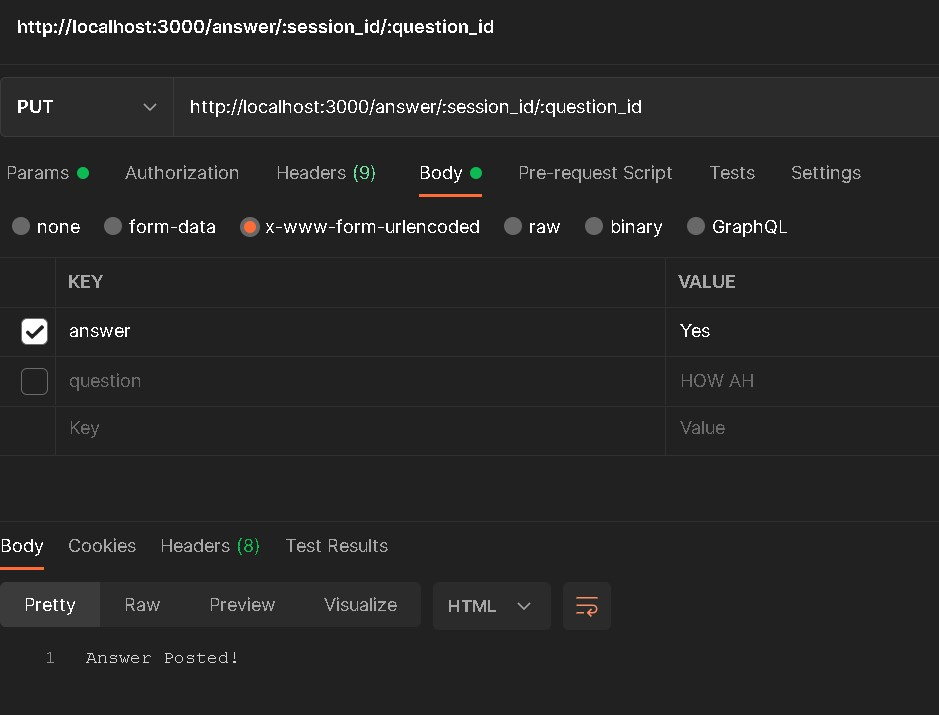 http://localhost:3000/answer/:session_id/:question_id
PUT http://localhost:3000/answer/:session_id/:question_id
Params Authorization Headers (9) Body Pre-request Script Tests Settings
none form-data x-www-form-urlencoded raw binary GraphQL
KEY VALUE
answer Yes
question HOW AH
Key Value
Body Cookies Headers (8) Test Results
Pretty Raw Preview Visualize HTML
1 Answer Posted!